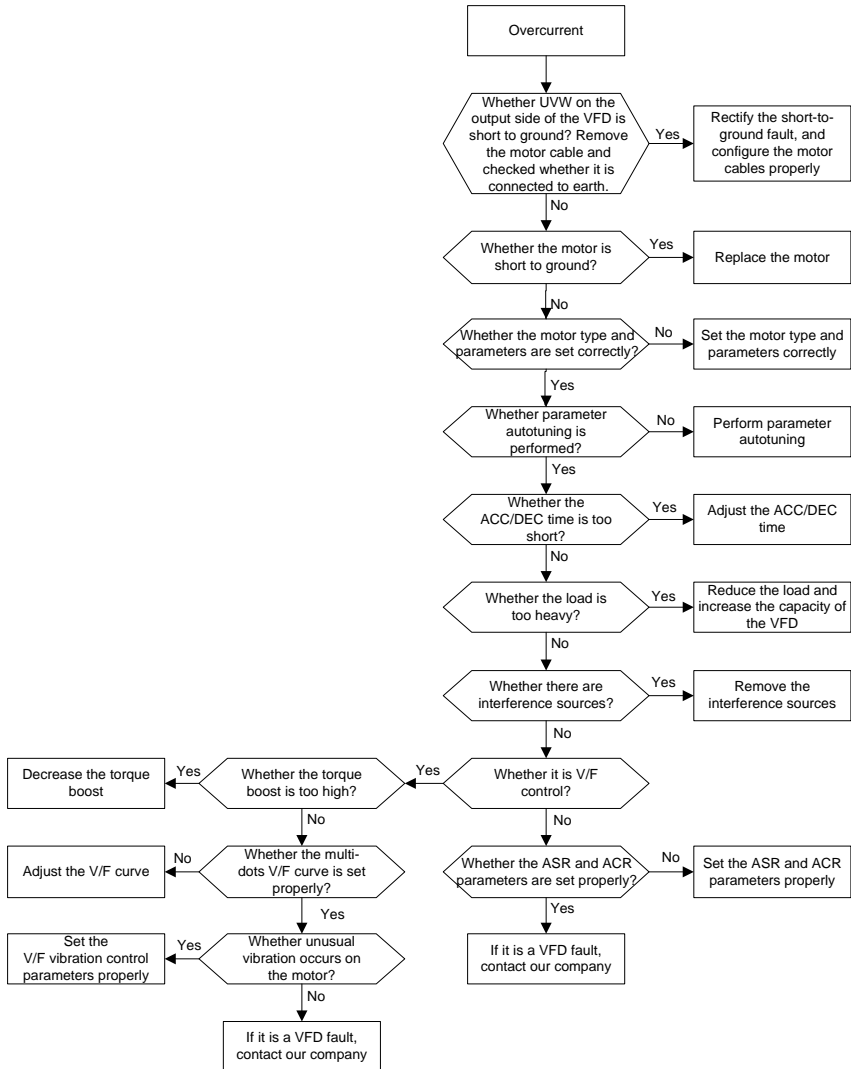 Overcurrent
Whether UVW on the
output side of the VFD is
short to ground? Remove
the motor cable and
checked whether it is
connected to earth.
Yes
Rectify the short-to-
ground fault, and
configure the motor
cables properly
No
Whether the motor is
short to ground?
Yes
Replace the motor
No
Whether the motor type and
parameters are set correctly?
No
Set the motor type and
parameters correctly
Yes
Whether parameter
autotuning is
performed?
No
Perform parameter
autotuning
Yes
Whether the
ACC/DEC time is too
short?
Yes
Adjust the ACC/DEC
time
No
Whether the load is
too heavy?
Yes
Reduce the load and
increase the capacity of
the VFD
No
Whether there are
interference sources?
Yes
Remove the
interference sources
No
Whether it is V/F
control?
Yes
Whether the torque
boost is too high?
Yes
Decrease the torque
boost
No
Whether the multi-
dots V/F curve is set
properly?
No
Adjust the V/F curve
Yes
Whether unusual
vibration occurs on
the motor?
Yes
Set the
V/F vibration control
parameters properly
No
If it is a VFD fault,
contact our company
No
Whether the ASR and ACR
parameters are set properly?
No
Set the ASR and ACR
parameters properly
Yes
If it is a VFD fault,
contact our company